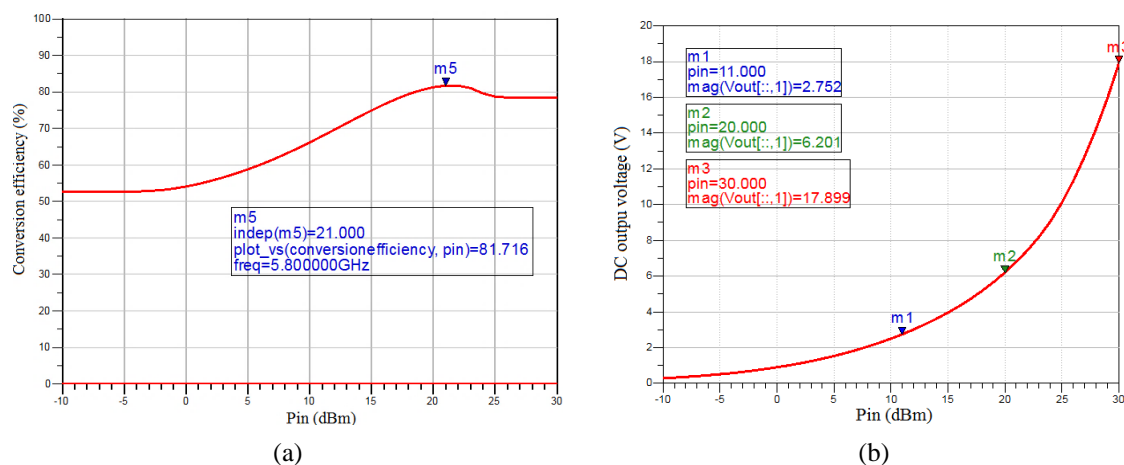 100
90
80
70
60
50
40
30
20
10
0
Conversion efficiency (%)
m5
m5
indep(m5)=21.000
plot_vs(conversionefficiency, pin)=81.716
freq=5.800000GHz
-10
-5
0
5
10
15
20
25
30
Pin (dBm)
(a)
20
18
16
14
12
10
8
6
4
2
0
DC outpu voltage (V)
m1
pin=11.000
mag(Vout[::,1])=2.752
m2
pin=20.000
mag(Vout[::,1])=6.201
m3
pin=30.000
mag(Vout[::,1])=17.899
m3
m2
m1
-10
-5
0
5
10
15
20
25
30
Pin (dBm)
(b)